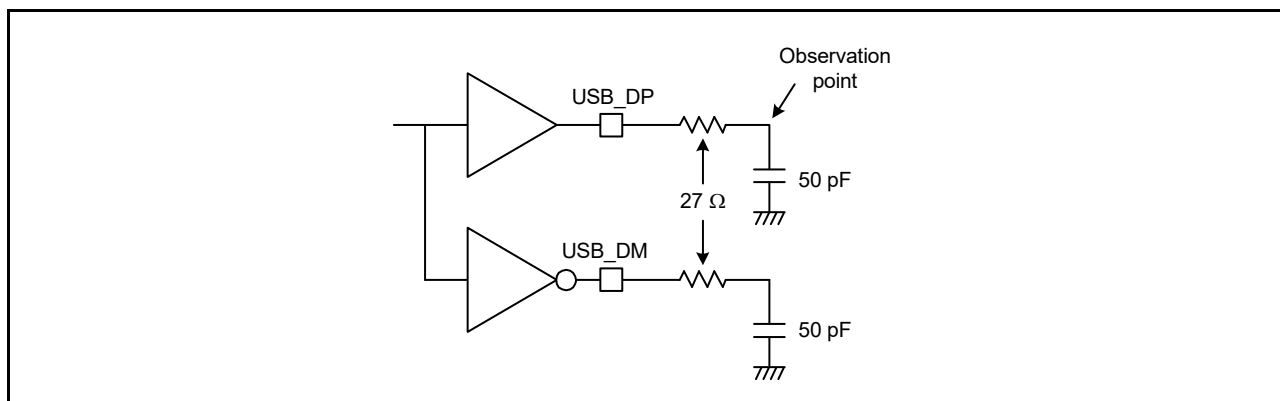 Observation
point
USB_DP
50 pF
27 Ω
USB_DM
50 pF